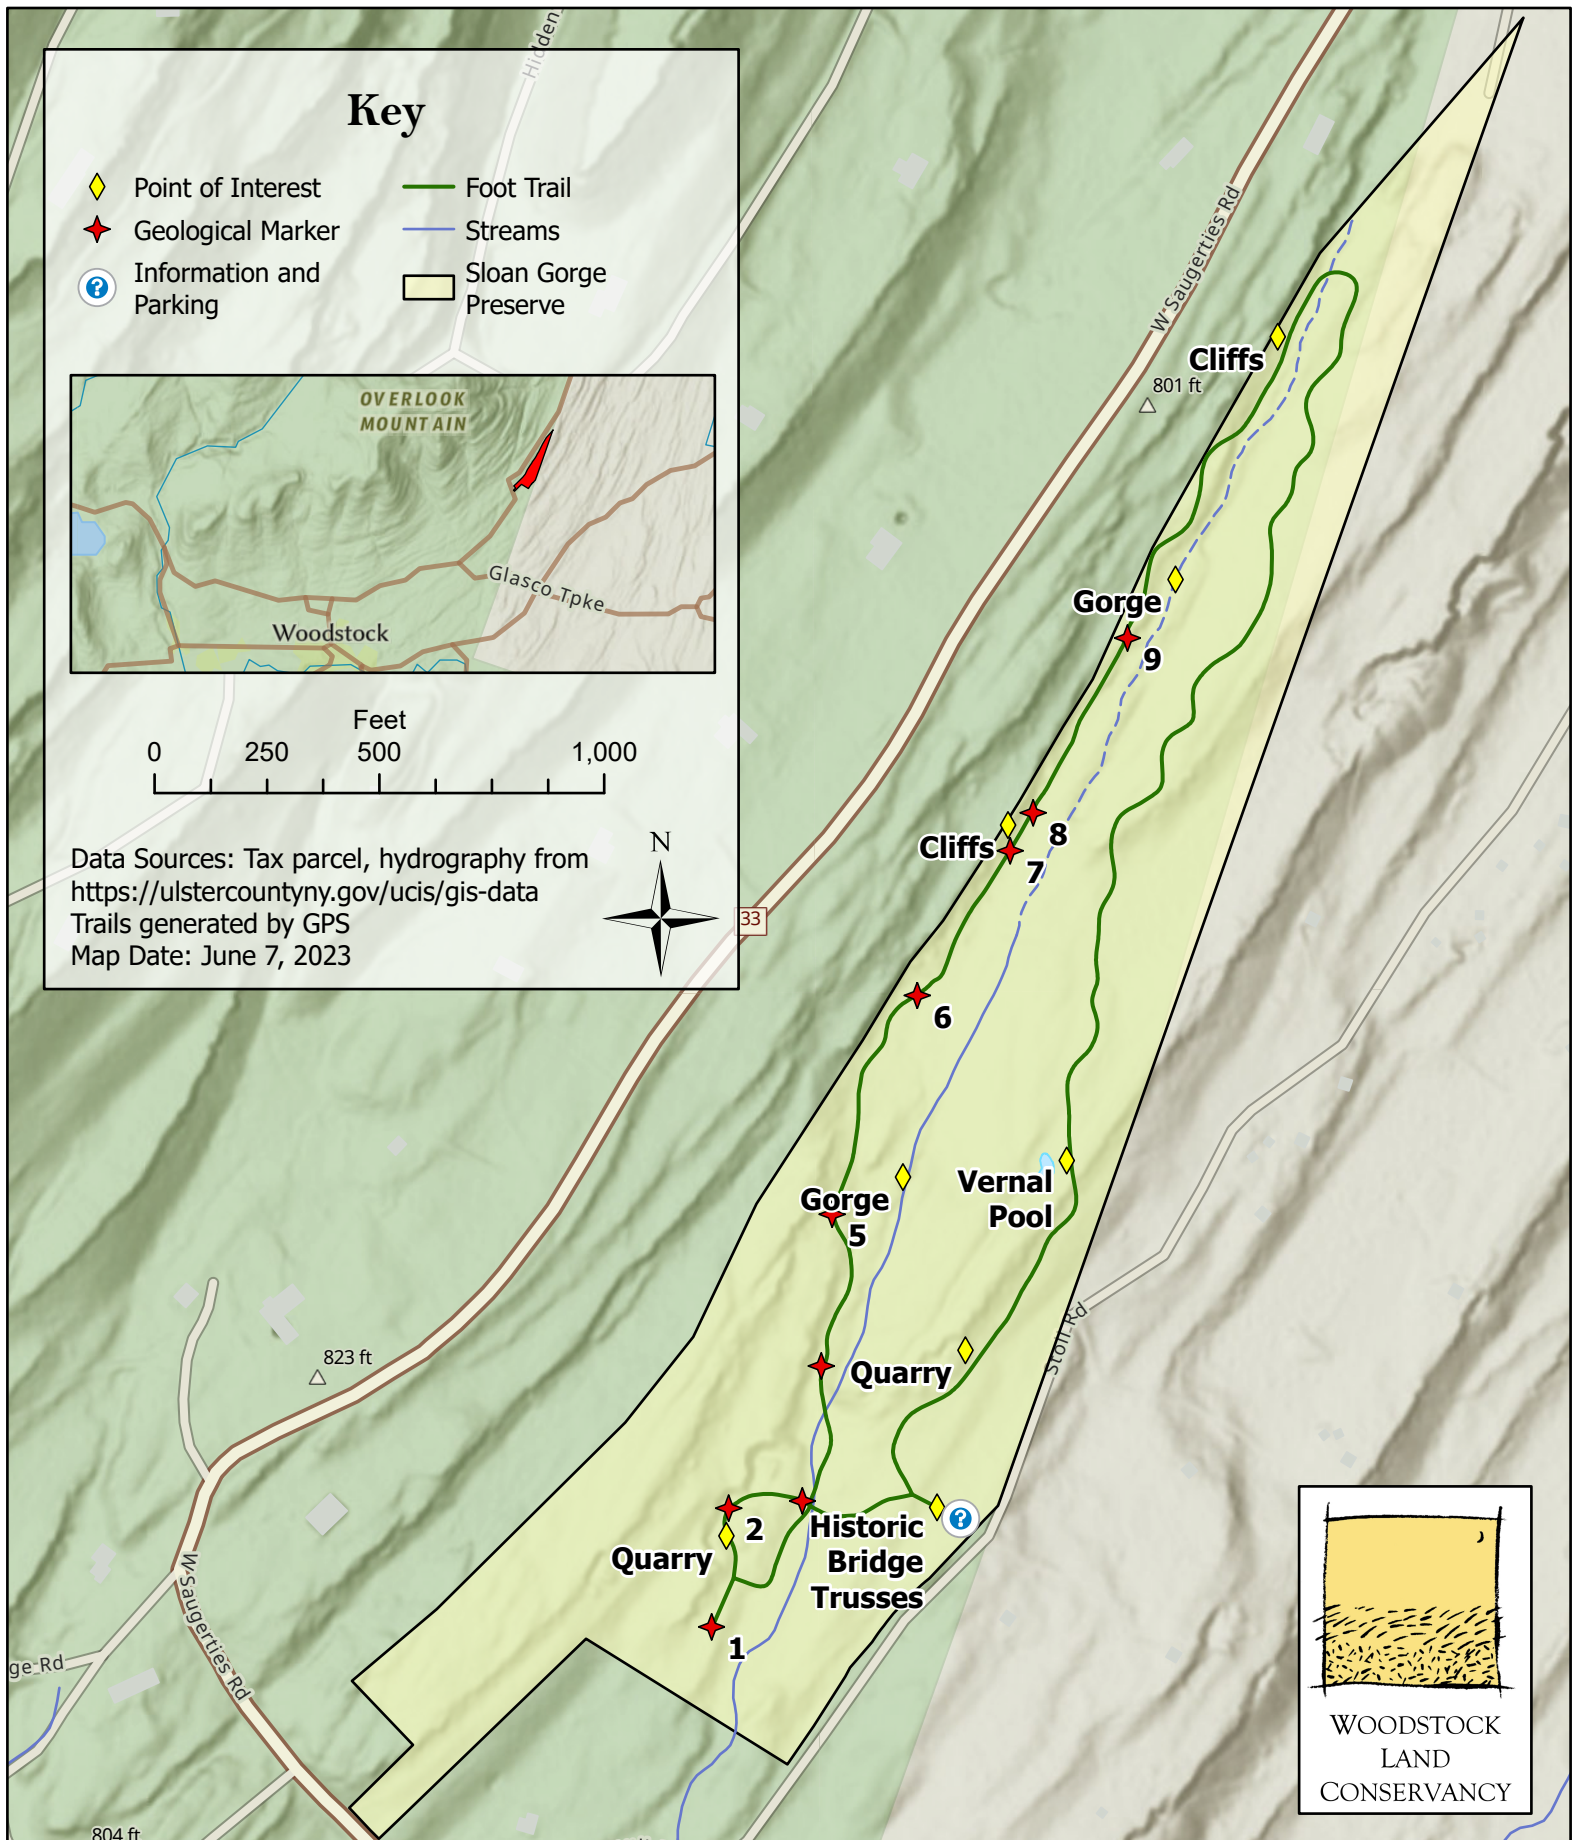 Hidden
Key
Point of Interest
Foot Trail
Geological Marker
Streams
Information and
Parking
Sloan Gorge
Preserve
OVERLOOK
MOUNTAIN
Glasco Tpke
Woodstock
Feet
0
250
500
1,000
Data Sources: Tax parcel, hydrography from
https://ulstercountyny.gov/ucis/gis-data
Trails generated by GPS
Map Date: June 7, 2023
N
33
W Saugerties Rd
Cliffs
801 ft
Gorge
9
8
Cliffs
7
6
Vernal
Pool
Gorge
5
Stoll Rd
823 ft
Quarry
2
Historic
Bridge
Trusses
?
Quarry
1
W Saugerties Rd
ge Rd
804 ft
WOODSTOCK
LAND
CONSERVANCY